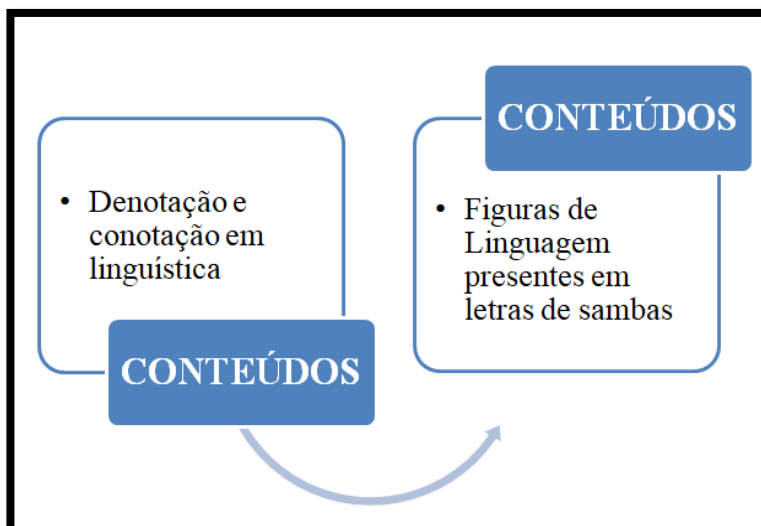 • Denotação e
conotação em
linguística
CONTEÚDOS
CONTEÚDOS
• Figuras de
Linguagem
presentes em
letras de sambas